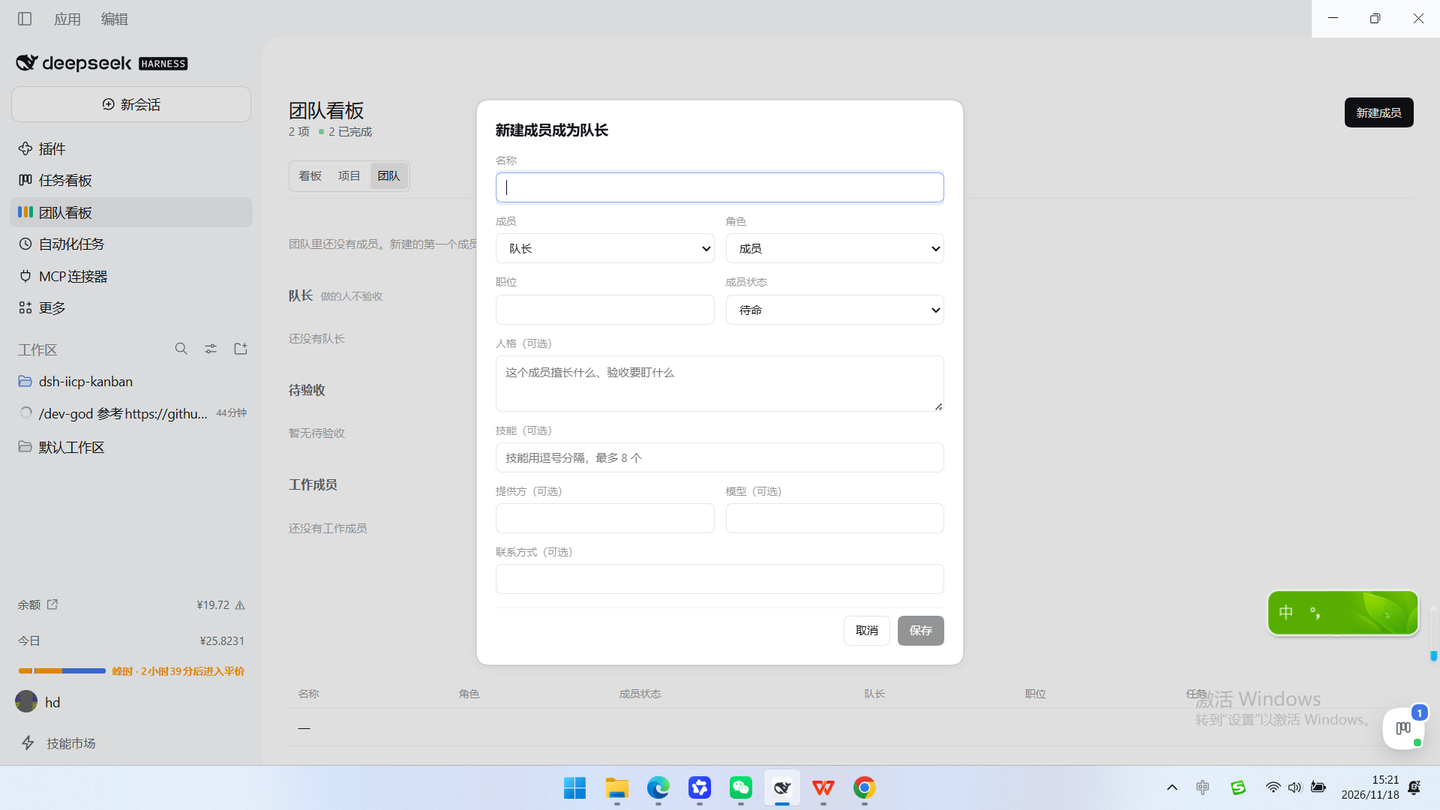 应用 编辑
deepseek HARNESS
新会话
插件
任务看板
团队看板
自动化任务
MCP连接器
更多
工作区
dsh-iicp-kanban
/dev-god 参考https://githu... 44分钟
默认工作区
余额 ¥19.72
今日 ¥25.8231
峰时 · 2小时39分后进入平价
hd
技能市场
团队看板
2 项 2 已完成
新建成员
看板 项目 团队
团队里还没有成员。新建的第一个成员
队长 做的人不验收
还没有队长
待验收
暂无待验收
工作成员
还没有工作成员
新建成员成为队长
名称
成员 角色
队长 成员
职位 成员状态
待命
人格（可选）
这个成员擅长什么、验收要盯什么
技能（可选）
技能用逗号分隔，最多 8 个
提供方（可选） 模型（可选）
联系方式（可选）
取消 保存
名称 角色 成员状态 队长 职位 任务
—
中 °,
激活 Windows
转到"设置"以激活 Windows。
1
中
15:21
2026/11/18